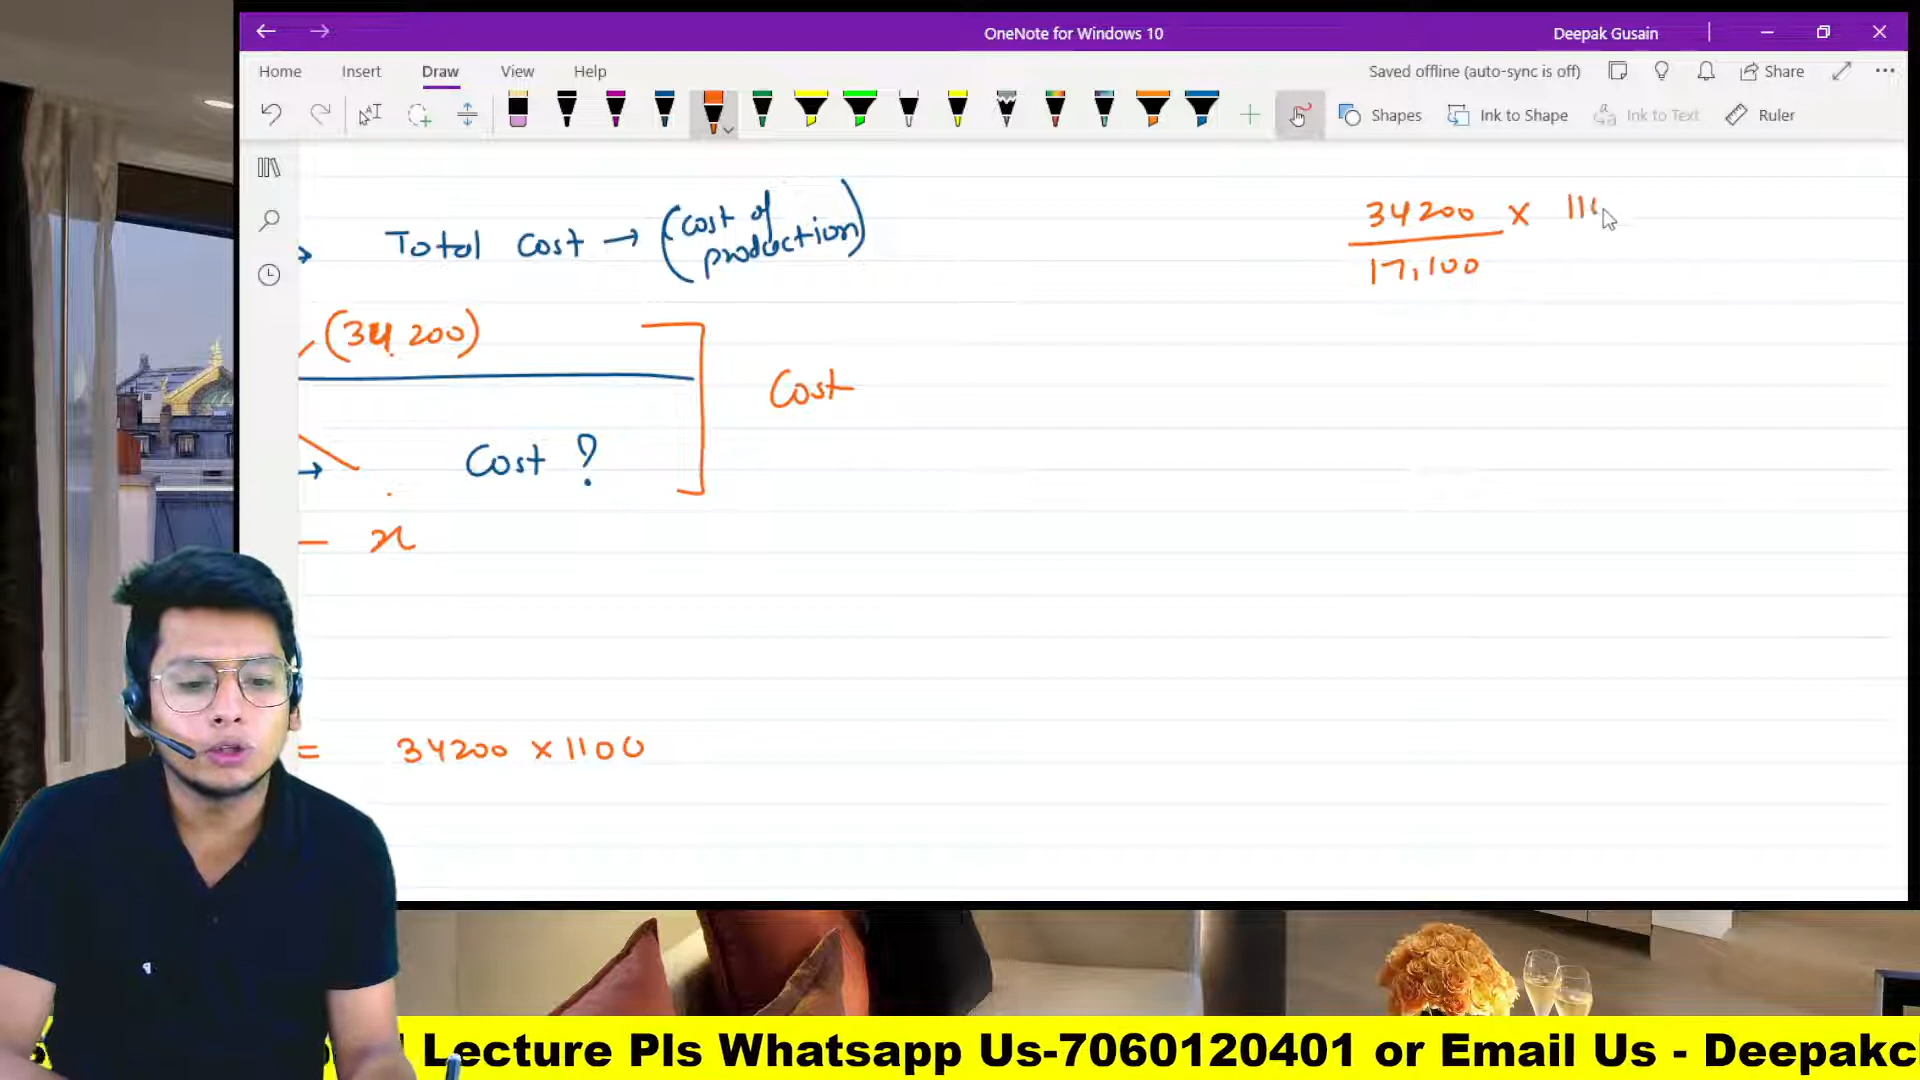 OneNote for Windows 10
Deepak Gusain
Home Insert Draw View Help
Saved offline (auto-sync is off)
Share
Shapes
Ink to Shape
Ink to Text
Ruler
Total cost → (cost of production)
34200 x 11
17,100
(34 200)
Cost
Cost ?
— x
= 34200 x 1100
Lecture Pls Whatsapp Us-7060120401 or Email Us - Deepakc